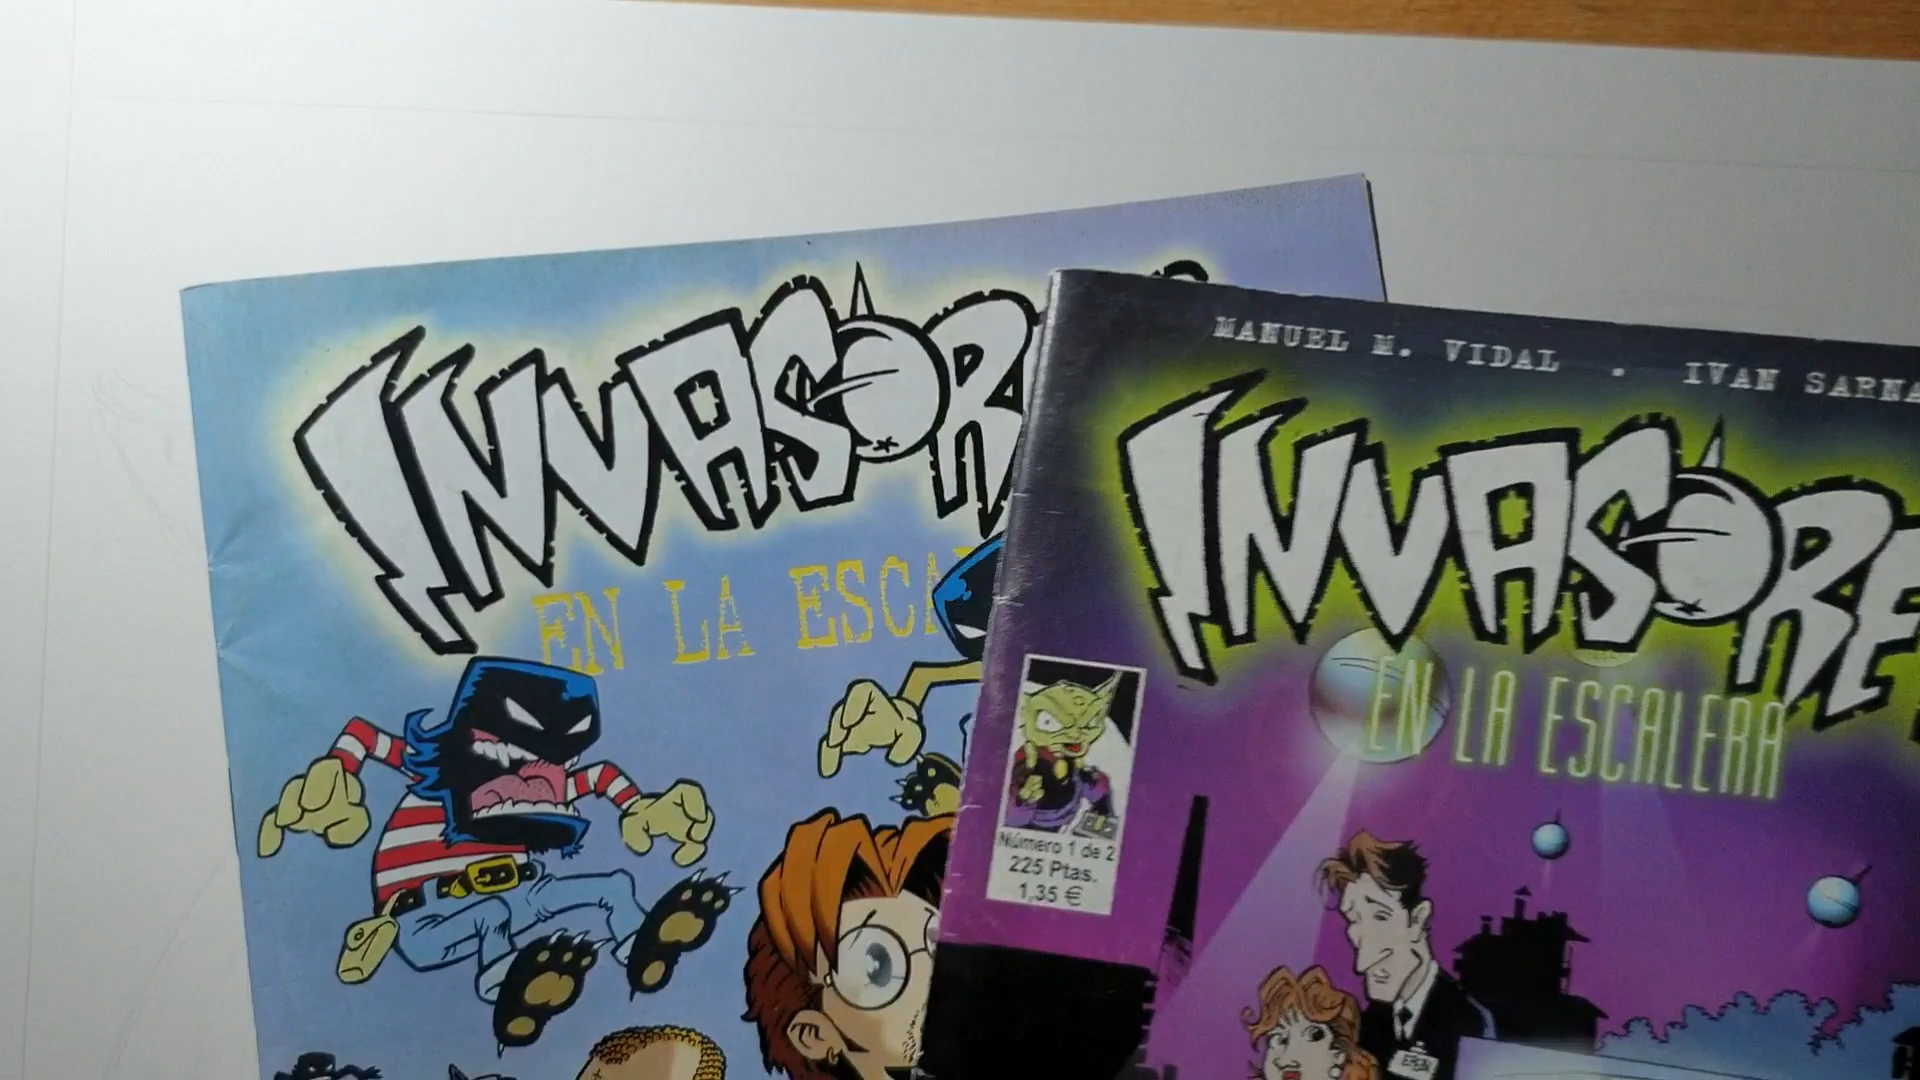 INVASOR
EN LA ESCA
MANUEL M. VIDAL . IVAN SARNA
INVASORE
EN LA ESCALERA
Número 1 de 2
225 Ptas.
1,35 €